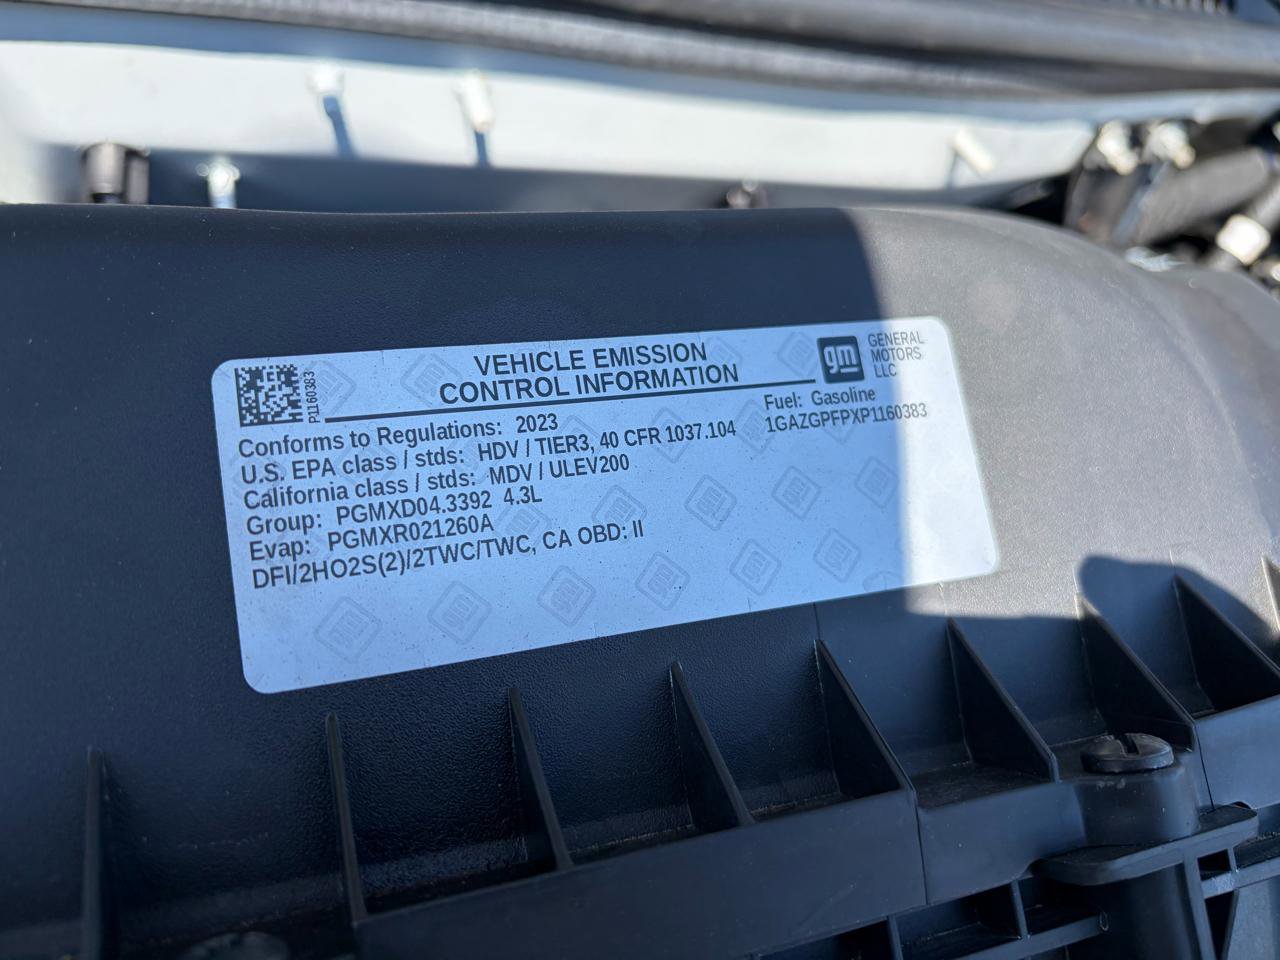 VEHICLE EMISSION
CONTROL INFORMATION
gm
GENERAL
MOTORS
LLC
P1160383
Conforms to Regulations: 2023
Fuel: Gasoline
U.S. EPA class / stds: HDV / TIER3, 40 CFR 1037.104
1GAZGPFPXP1160383
California class / stds: MDV / ULEV200
Group: PGMXD04.3392 4.3L
Evap: PGMXR021260A
DFI/2HO2S(2)/2TWC/TWC, CA OBD: II